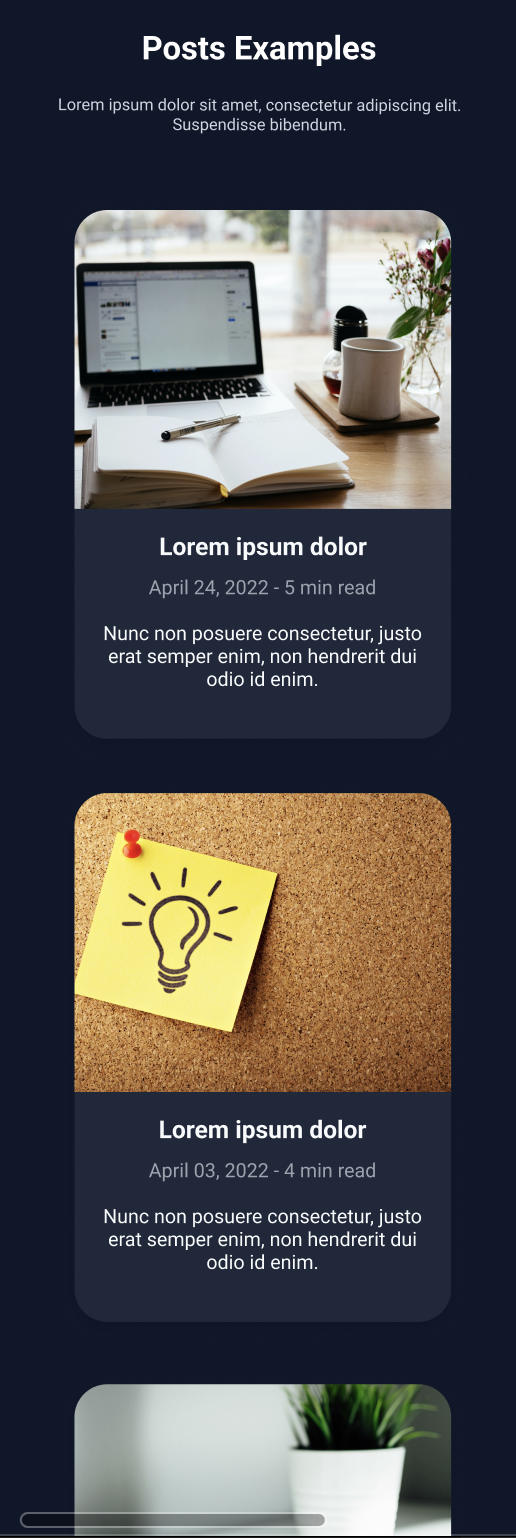 Posts Examples
Lorem ipsum dolor sit amet, consectetur adipiscing elit.
Suspendisse bibendum.
Lorem ipsum dolor
April 24, 2022 - 5 min read
Nunc non posuere consectetur, justo
erat semper enim, non hendrerit dui
odio id enim.
Lorem ipsum dolor
April 03, 2022 - 4 min read
Nunc non posuere consectetur, justo
erat semper enim, non hendrerit dui
odio id enim.